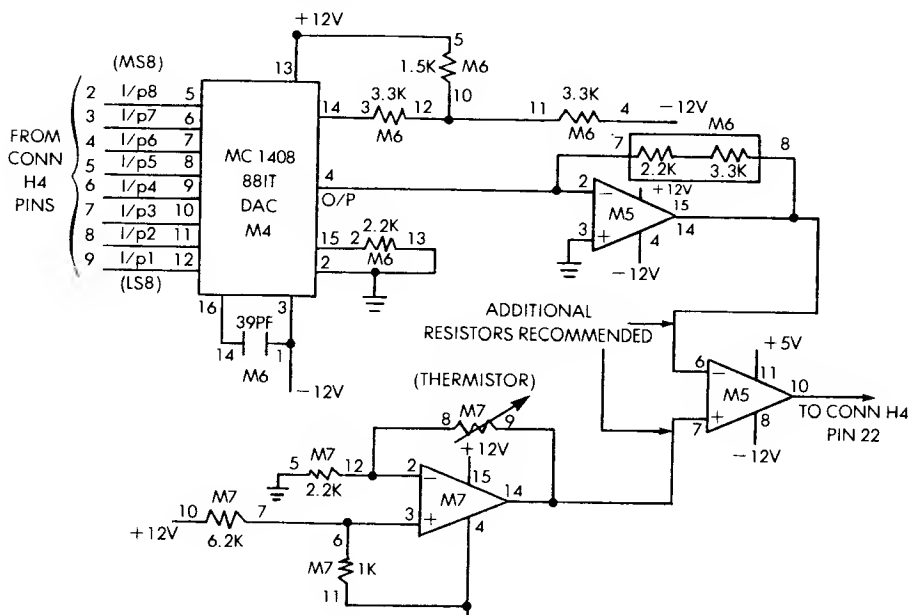 +12V
(MS8)
13
5
1.5K M6
10
2 I/p8 5
3 I/p7 6
4 I/p6 7
5 I/p5 8
6 I/p4 9
7 I/p3 10
8 I/p2 11
9 I/p1 12
(LS8)
FROM
CONN
H4
PINS
MC 1408
88IT
DAC
M4
14
3.3K
3 12
M6
3.3K
11 4 −12V
M6
M6
7 8
2.2K 3.3K
4
O/P
2 −
+12V
15
M5
14
3 +
4
−12V
15 2.2K
2 13
M6
2
16 3
39PF
14 1
M6
−12V
ADDITIONAL
RESISTORS RECOMMENDED
+5V
6 −
11
M5
10
7 +
8
−12V
TO CONN H4
PIN 22
(THERMISTOR)
M7
8 9
+12V
M7
5 12
2.2K
2 −
15
M7
14
3 +
4
M7
10 7
+12V
6.2K
6
M7 1K
11